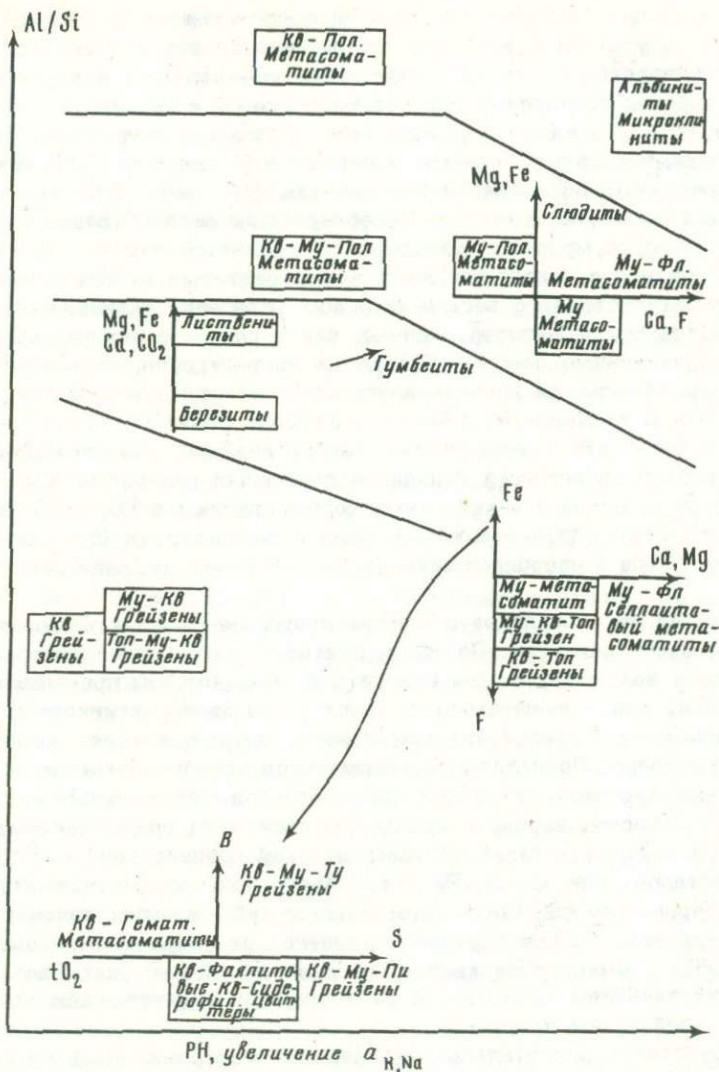 Al/Si
Кв - Пол.
Метасома-
титы
Альбини-
ты
Микрокли-
ниты
Mg, Fe
Слюдиты
Кв-Му-Пол
Метасома-
титы
Му-Пол.
Метасо-
матиты
Му-Фл.
Метасоматиты
Ca, F
Му
Метасо-
матиты
Mg, Fe
Ca, CO2
Листвени-
ты
Гумбеиты
Березиты
Fe
Ca, Mg
Му-мета-
соматит
Му-Кв-Топ
Грейзен
Кв-Топ
Грейзены
Му - Фл
Селлаито-
вый мета-
соматиты
F
Кв
Грей-
зены
Му-Кв
Грейзены
Топ-Му-Кв
Грейзены
B
Кв-Му-Ту
Грейзены
Кв-Гемат.
Метасоматиты
S
tO2
Кв-Фаялито-
вые: кв-Сиде-
рофил. цвит-
теры
Кв-Му-Пи
Грейзены
PH, увеличение a K,Na